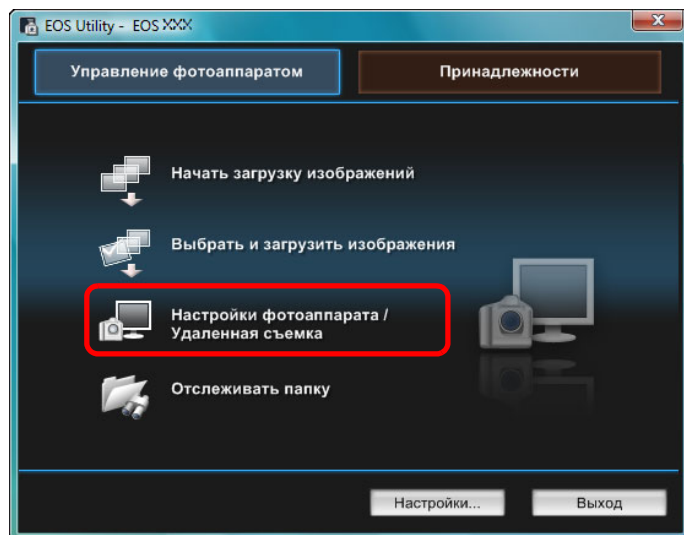 EOS Utility - EOS XXX
Управление фотоаппаратом
Принадлежности
Начать загрузку изображений
Выбрать и загрузить изображения
Настройки фотоаппарата /
Удаленная съемка
Отслеживать папку
Настройки...
Выход